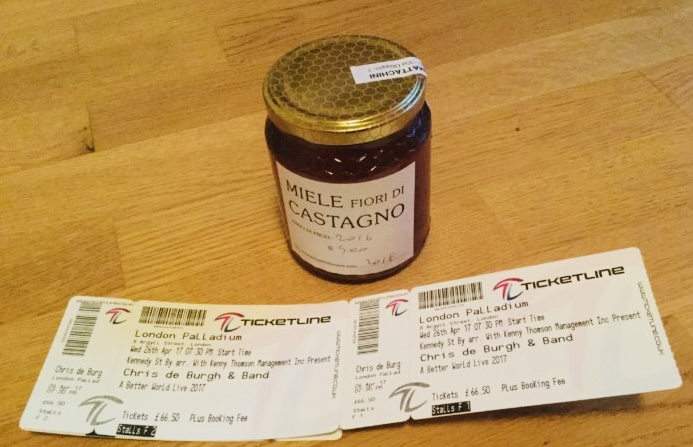 MATTACHINI
MIELE FIORI DI
CASTAGNO
2016
TICKETLINE
London Palladium
8 Argyll Street, London
Wed 26th Apr 17 07:30 PM Start Time
Kennedy St By arr. With Kenny Thomson Management Inc Present
Chris de Burgh & Band
A Better World Live 2017
Tickets £66.50 Plus Booking Fee
Stalls F 2
Chris de Burg
London Pallad
Stalls
F 2
TICKETLINE
London Palladium
8 Argyll Street, London
Wed 26th Apr 17 07:30 PM Start Time
Kennedy St By arr. With Kenny Thomson Management Inc Present
Chris de Burgh & Band
A Better World Live 2017
Tickets £66.50 Plus Booking Fee
Stalls F 1
Chris de Burg
London Pallad
Stalls
F 1